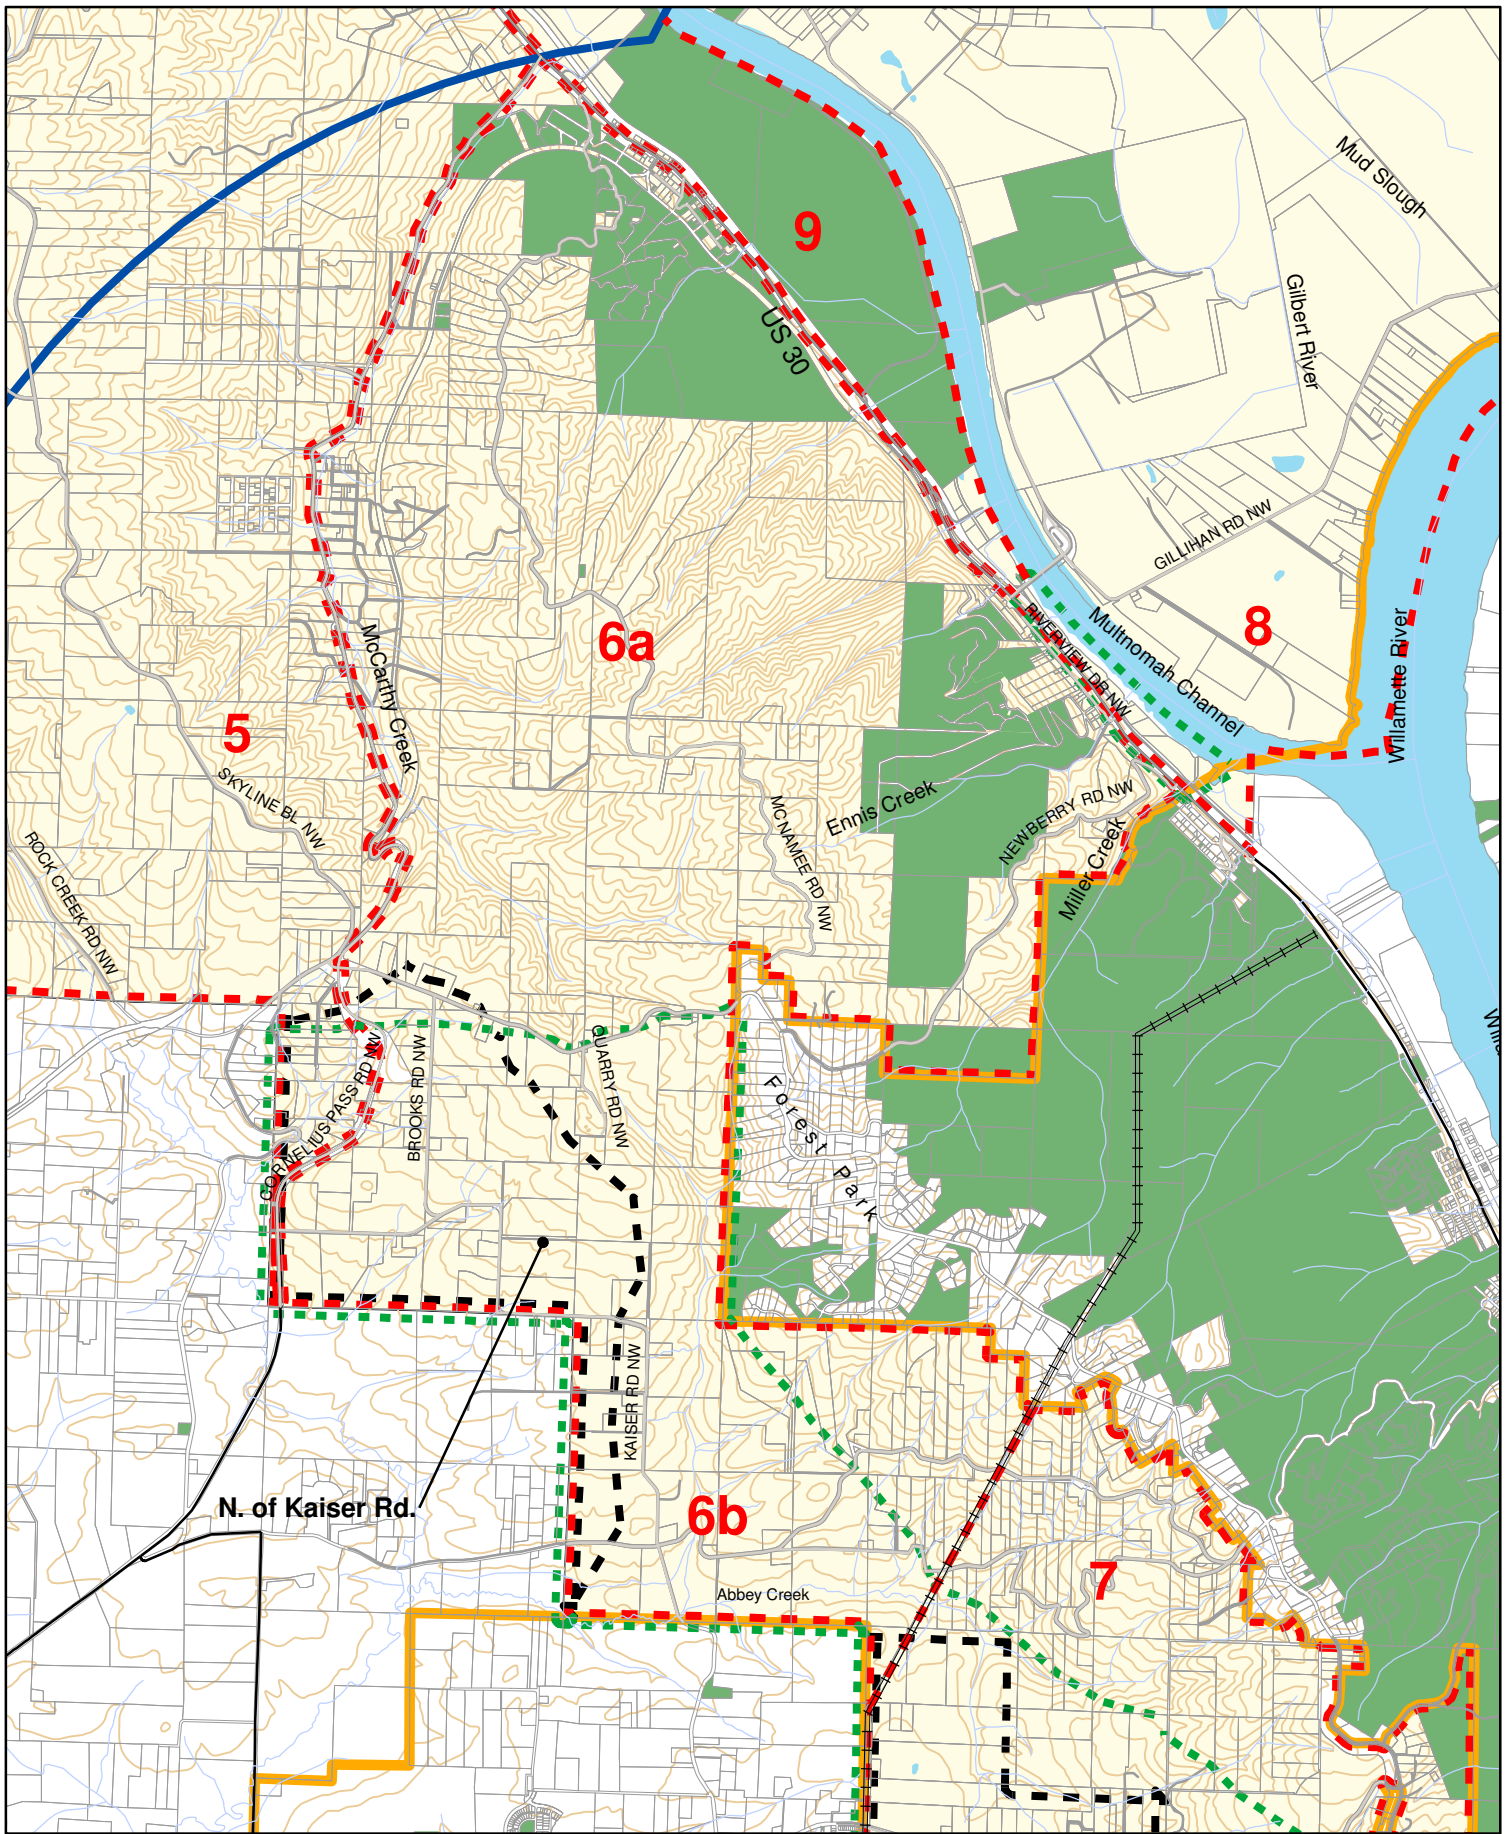 Mud Slough
9
Gilbert River
US 30
GILLIHAN RD NW
RIVERVIEW DR NW
Multnomah Channel
8
Willamette River
6a
McCarthy Creek
5
SKYLINE BL NW
ROCK CREEK RD NW
MC NAMEE RD NW
Ennis Creek
NEWBERRY RD NW
Miller Creek
QUARRY RD NW
BROOKS RD NW
CORNELIUS PASS RD NW
Forest Park
KAISER RD NW
N. of Kaiser Rd.
6b
7
Abbey Creek